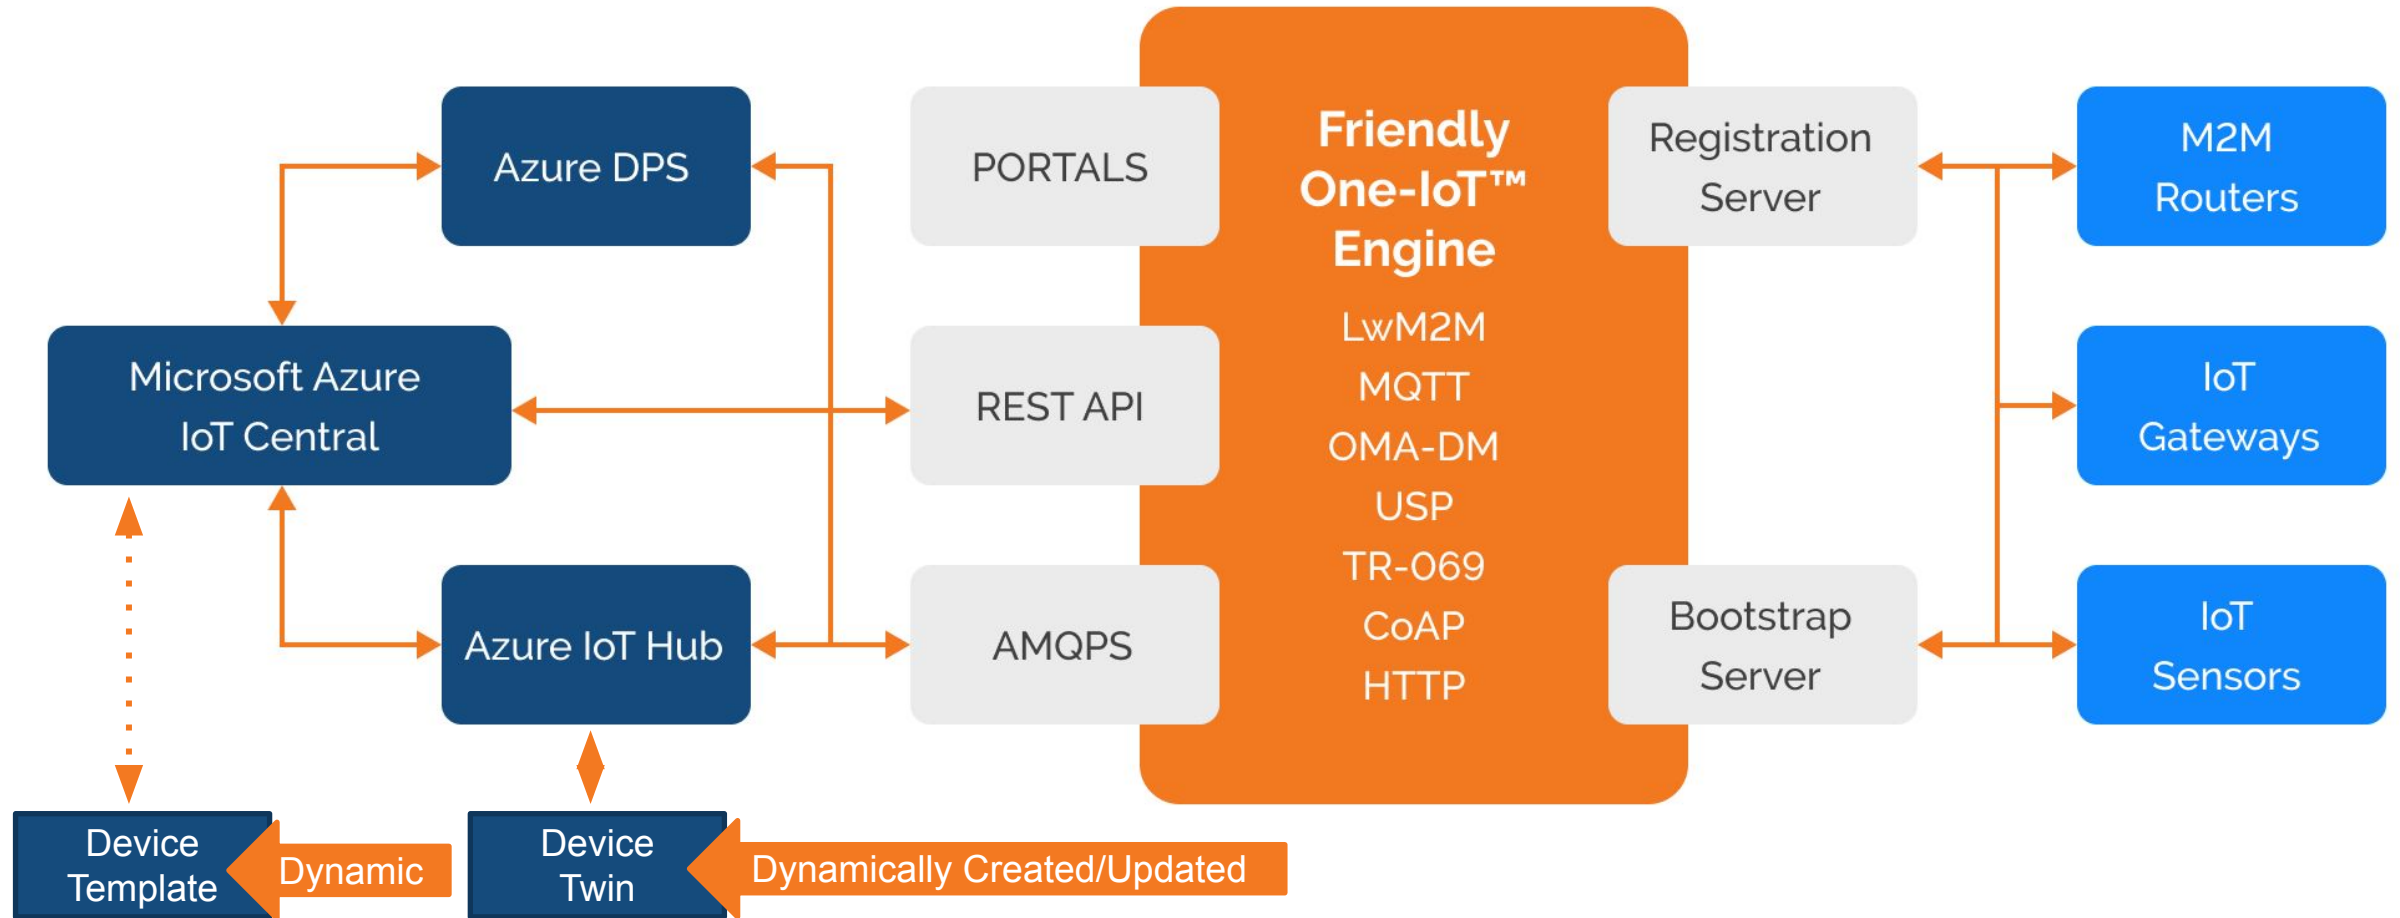 Azure DPS
Microsoft Azure
IoT Central
Azure IoT Hub
Device
Template
Dynamic
Device
Twin
Dynamically Created/Updated
PORTALS
REST API
AMQPS
Friendly
One-IoT™
Engine
LwM2M
MQTT
OMA-DM
USP
TR-069
CoAP
HTTP
Registration
Server
Bootstrap
Server
M2M
Routers
IoT
Gateways
IoT
Sensors